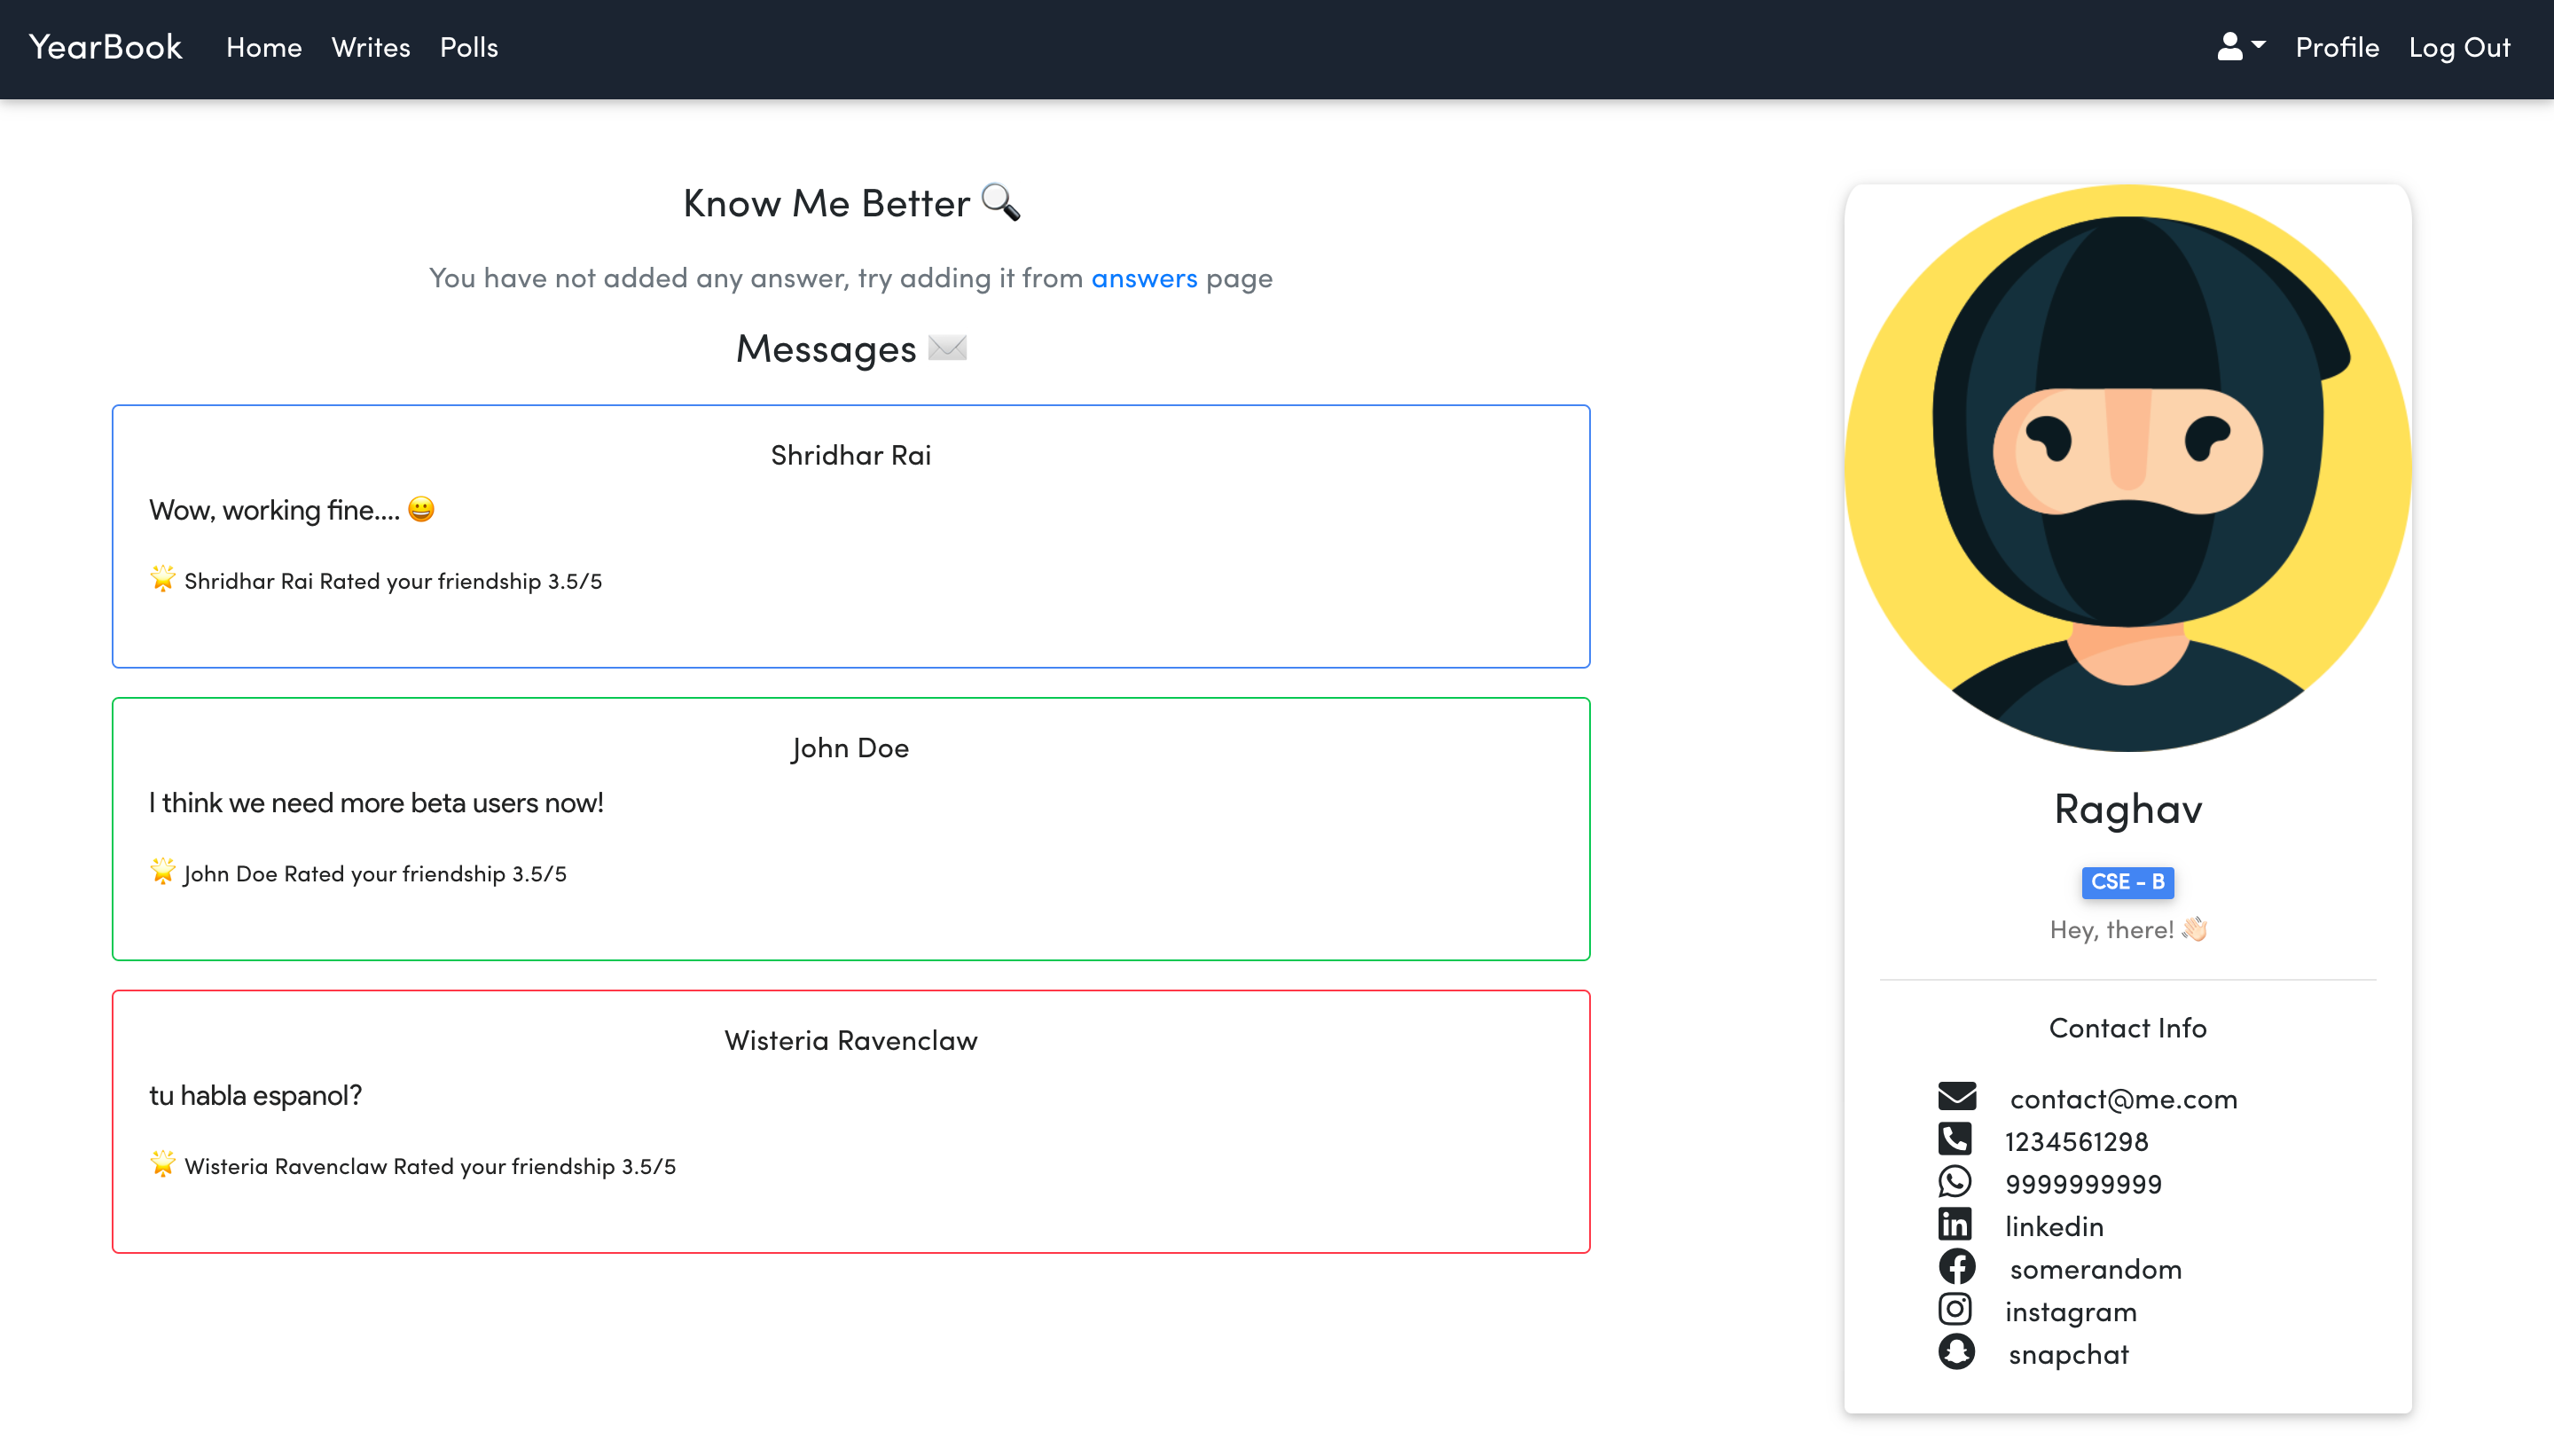 YearBook Home Writes Polls Profile Log Out
Know Me Better 🔍
You have not added any answer, try adding it from answers page
Messages ✉️
Shridhar Rai
Wow, working fine.... 😀
🌟 Shridhar Rai Rated your friendship 3.5/5
John Doe
I think we need more beta users now!
🌟 John Doe Rated your friendship 3.5/5
Wisteria Ravenclaw
tu habla espanol?
🌟 Wisteria Ravenclaw Rated your friendship 3.5/5
Raghav
CSE - B
Hey, there! 👋🏻
Contact Info
contact@me.com
1234561298
9999999999
linkedin
somerandom
instagram
snapchat